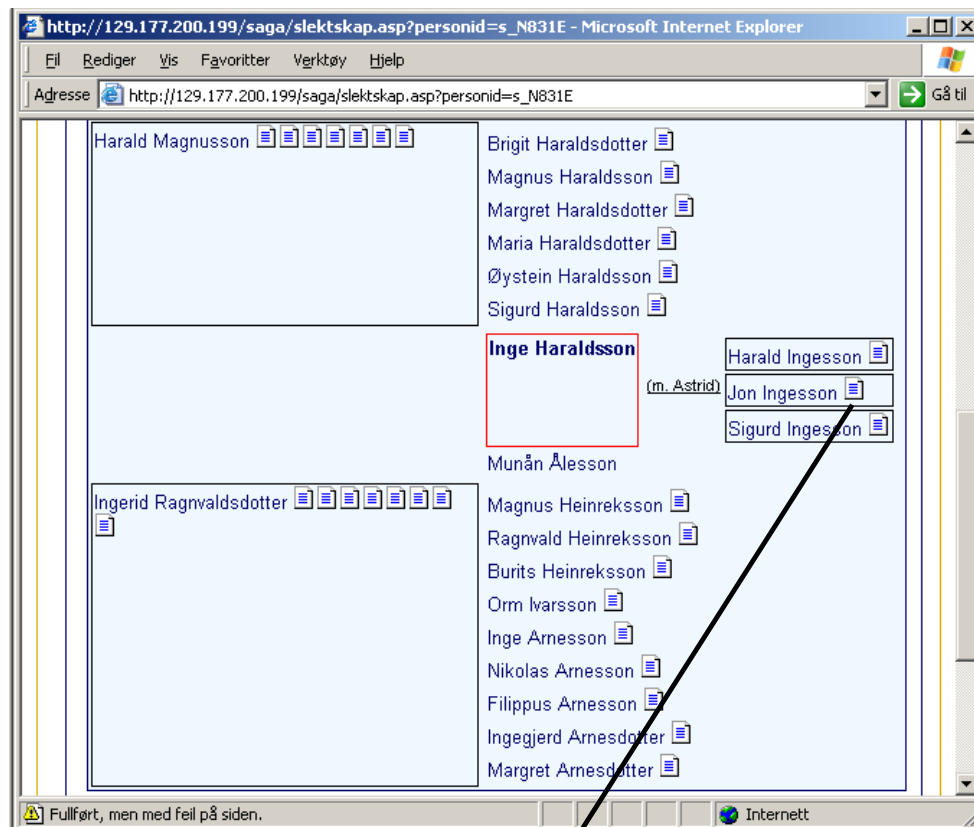 http://129.177.200.199/saga/slektskap.asp?personid=s_N831E - Microsoft Internet Explorer
Fil Rediger Vis Favoritter Verktøy Hjelp
Adresse http://129.177.200.199/saga/slektskap.asp?personid=s_N831E Gå til
Harald Magnusson
Brigit Haraldsdotter
Magnus Haraldsson
Margret Haraldsdotter
Maria Haraldsdotter
Øystein Haraldsson
Sigurd Haraldsson
Inge Haraldsson
(m. Astrid)
Harald Ingesson
Jon Ingesson
Sigurd Ingesson
Munån Ålesson
Ingerid Ragnvaldsdotter
Magnus Heinreksson
Ragnvald Heinreksson
Burits Heinreksson
Orm Ivarsson
Inge Arnesson
Nikolas Arnesson
Filippus Arnesson
Ingegjerd Arnesdotter
Margret Arnesdotter
Fullført, men med feil på siden. Internett